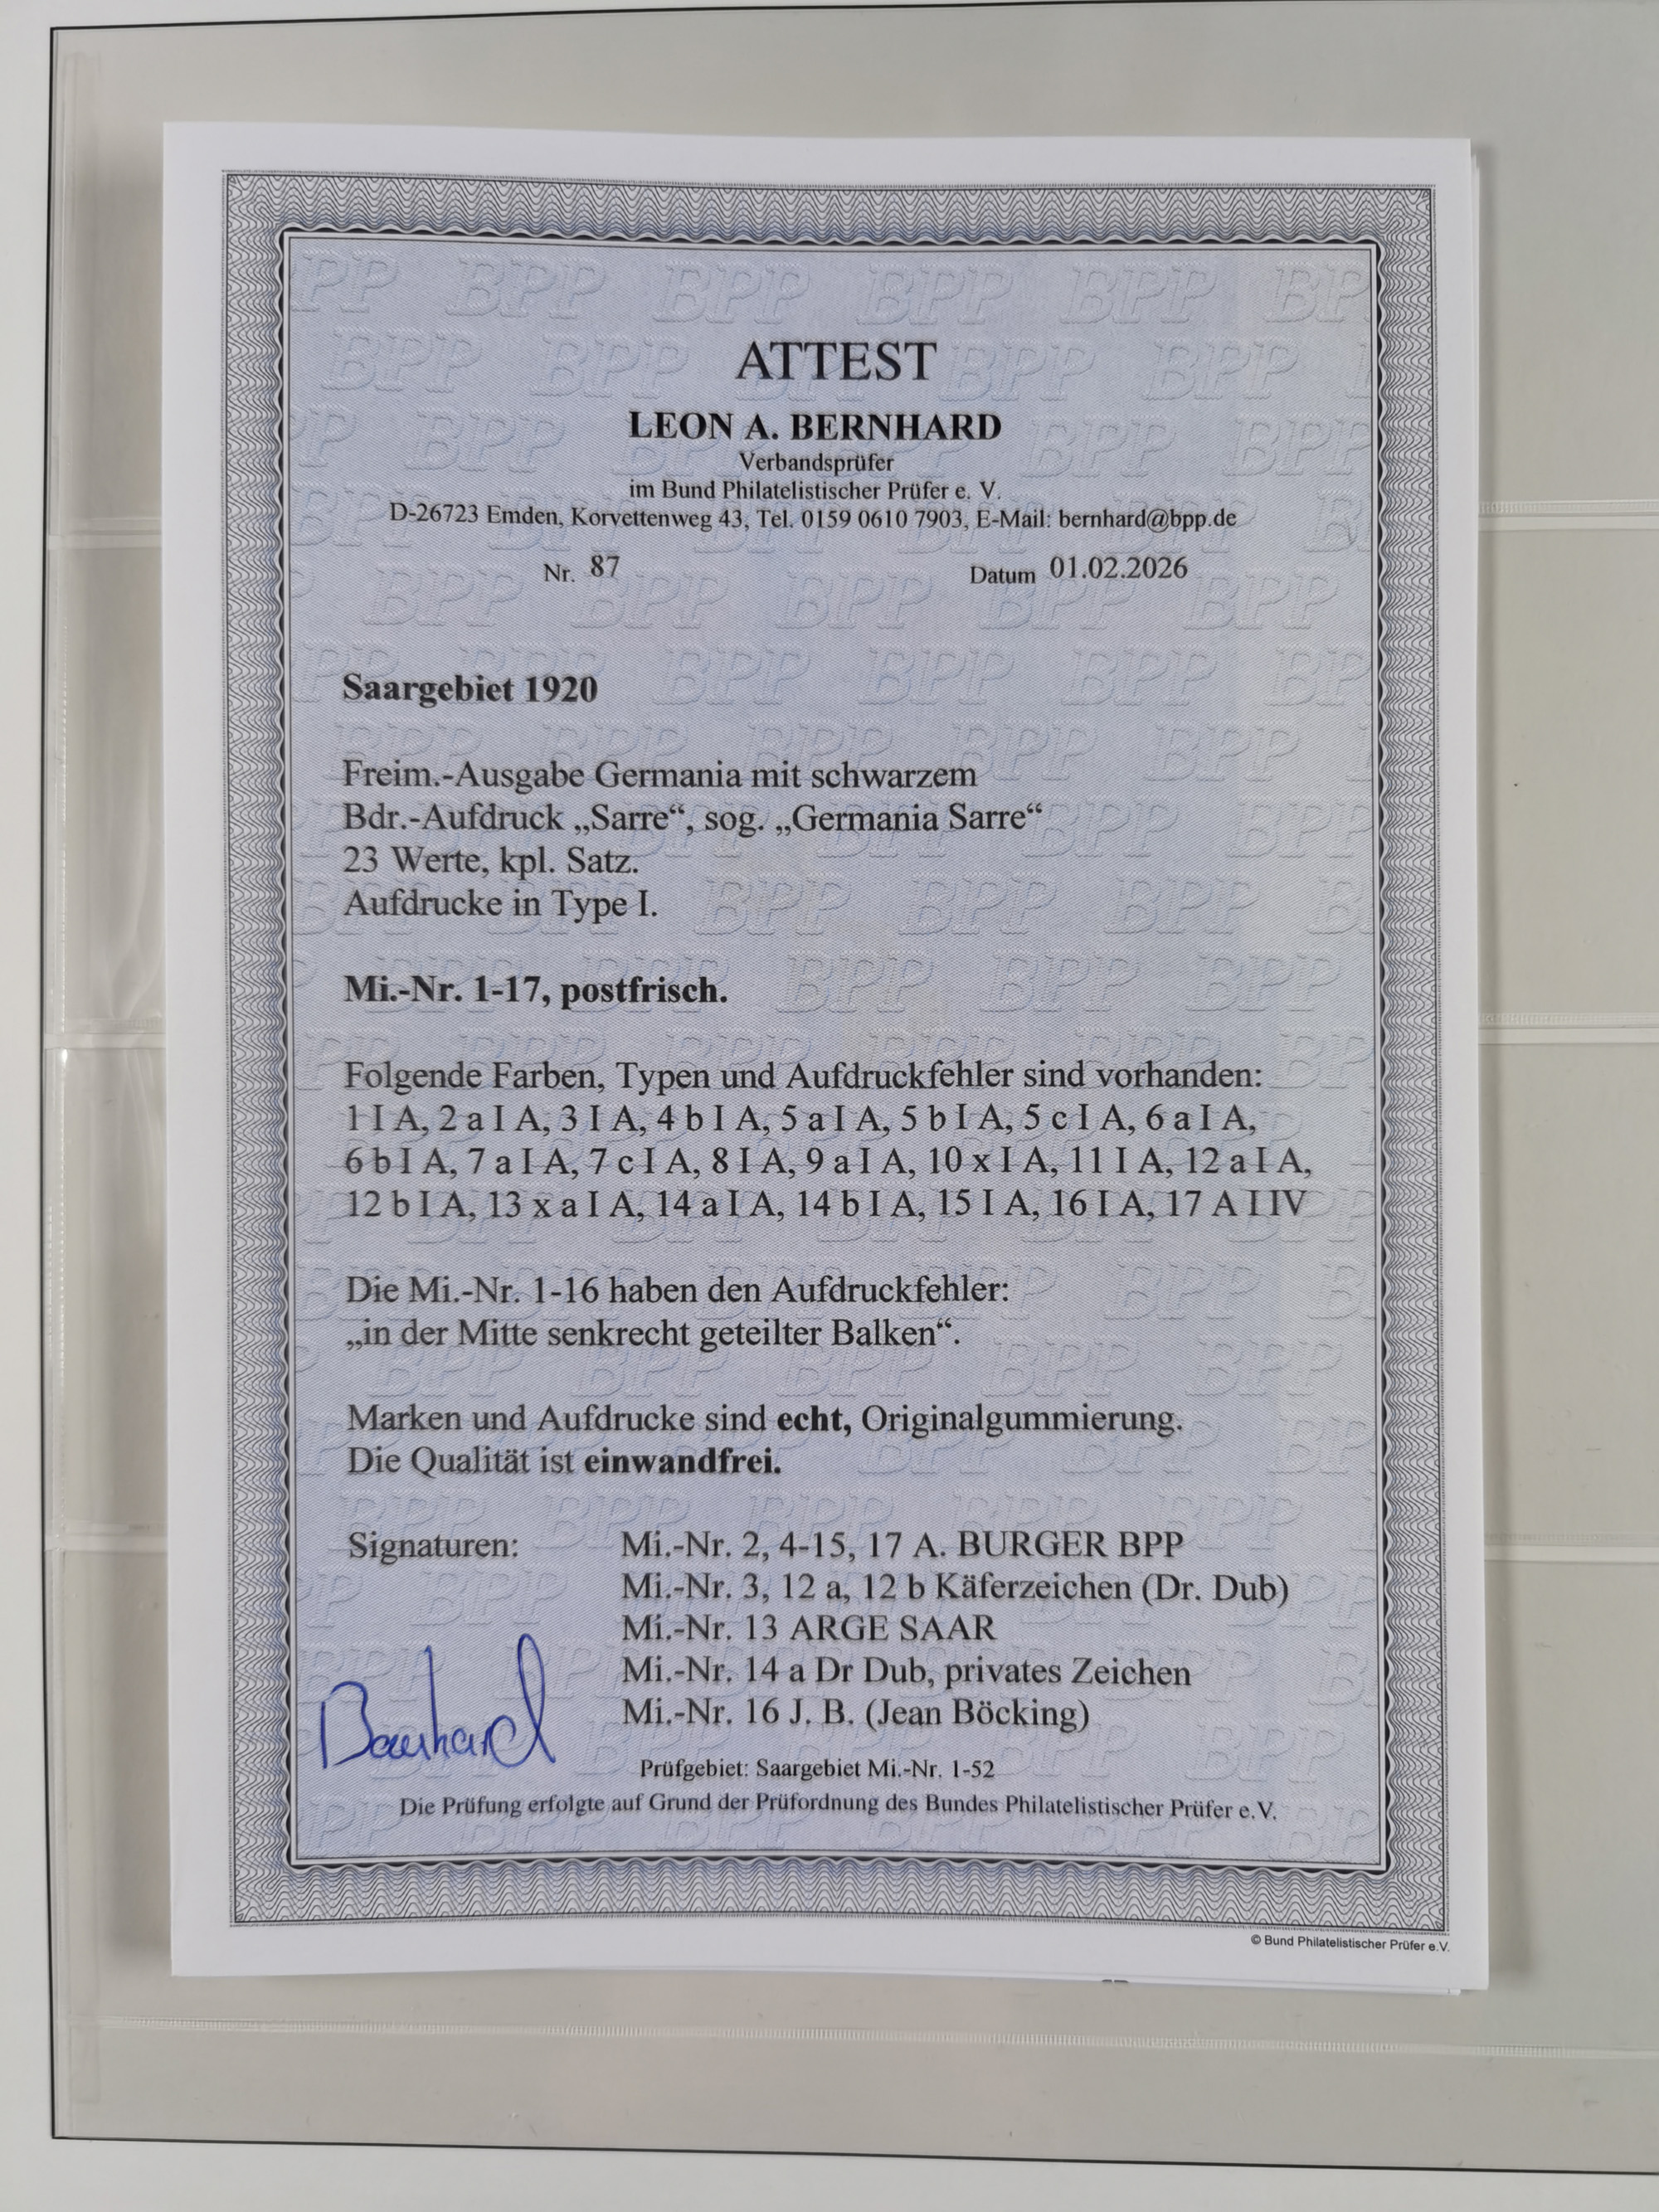 ATTEST
LEON A. BERNHARD
Verbandsprüfer
im Bund Philatelistischer Prüfer e. V.
D-26723 Emden, Korvettenweg 43, Tel. 0159 0610 7903, E-Mail: bernhard@bpp.de
Nr. 87 Datum 01.02.2026
Saargebiet 1920
Freim.-Ausgabe Germania mit schwarzem
Bdr.-Aufdruck „Sarre“, sog. „Germania Sarre“
23 Werte, kpl. Satz.
Aufdrucke in Type I.
Mi.-Nr. 1-17, postfrisch.
Folgende Farben, Typen und Aufdruckfehler sind vorhanden:
1 I A, 2 a I A, 3 I A, 4 b I A, 5 a I A, 5 b I A, 5 c I A, 6 a I A,
6 b I A, 7 a I A, 7 c I A, 8 I A, 9 a I A, 10 x I A, 11 I A, 12 a I A,
12 b I A, 13 x a I A, 14 a I A, 14 b I A, 15 I A, 16 I A, 17 A I IV
Die Mi.-Nr. 1-16 haben den Aufdruckfehler:
„in der Mitte senkrecht geteilter Balken“.
Marken und Aufdrucke sind echt, Originalgummierung.
Die Qualität ist einwandfrei.
Signaturen: Mi.-Nr. 2, 4-15, 17 A. BURGER BPP
Mi.-Nr. 3, 12 a, 12 b Käferzeichen (Dr. Dub)
Mi.-Nr. 13 ARGE SAAR
Mi.-Nr. 14 a Dr Dub, privates Zeichen
Mi.-Nr. 16 J. B. (Jean Böcking)
Bernhard
Prüfgebiet: Saargebiet Mi.-Nr. 1-52
Die Prüfung erfolgte auf Grund der Prüfordnung des Bundes Philatelistischer Prüfer e.V.
© Bund Philatelistischer Prüfer e.V.